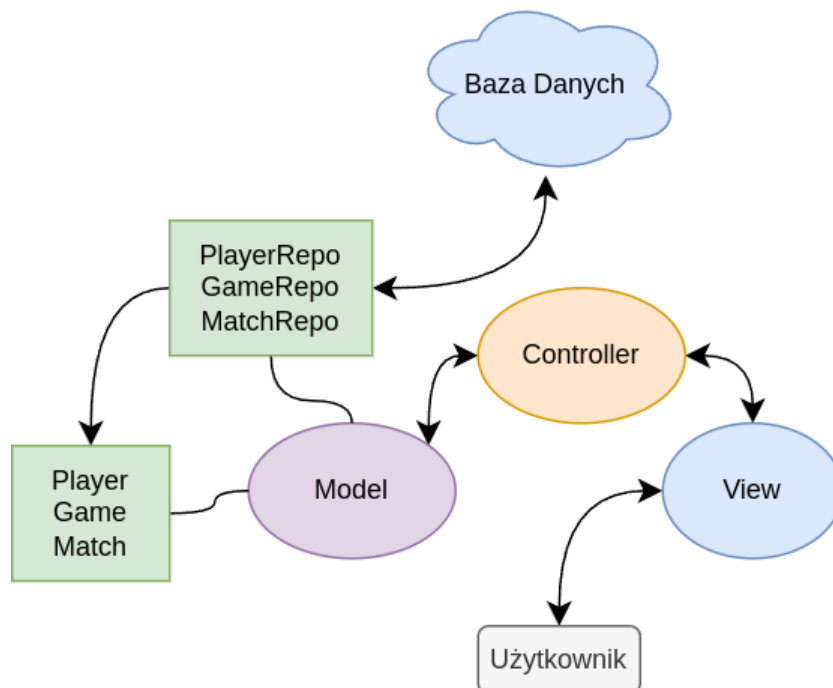 Baza Danych
PlayerRepo
GameRepo
MatchRepo
Controller
Player
Game
Match
Model
View
Użytkownik